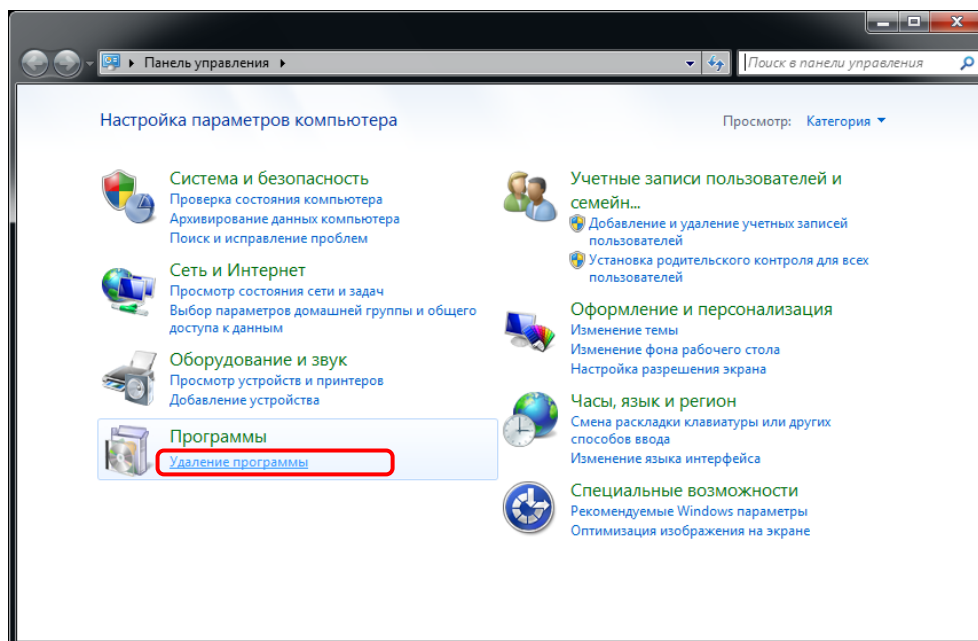 Панель управления
Поиск в панели управления
Настройка параметров компьютера
Просмотр: Категория
Система и безопасность
Проверка состояния компьютера
Архивирование данных компьютера
Поиск и исправление проблем
Сеть и Интернет
Просмотр состояния сети и задач
Выбор параметров домашней группы и общего
доступа к данным
Оборудование и звук
Просмотр устройств и принтеров
Добавление устройства
Программы
Удаление программы
Учетные записи пользователей и
семейн...
Добавление и удаление учетных записей
пользователей
Установка родительского контроля для всех
пользователей
Оформление и персонализация
Изменение темы
Изменение фона рабочего стола
Настройка разрешения экрана
Часы, язык и регион
Смена раскладки клавиатуры или других
способов ввода
Изменение языка интерфейса
Специальные возможности
Рекомендуемые Windows параметры
Оптимизация изображения на экране